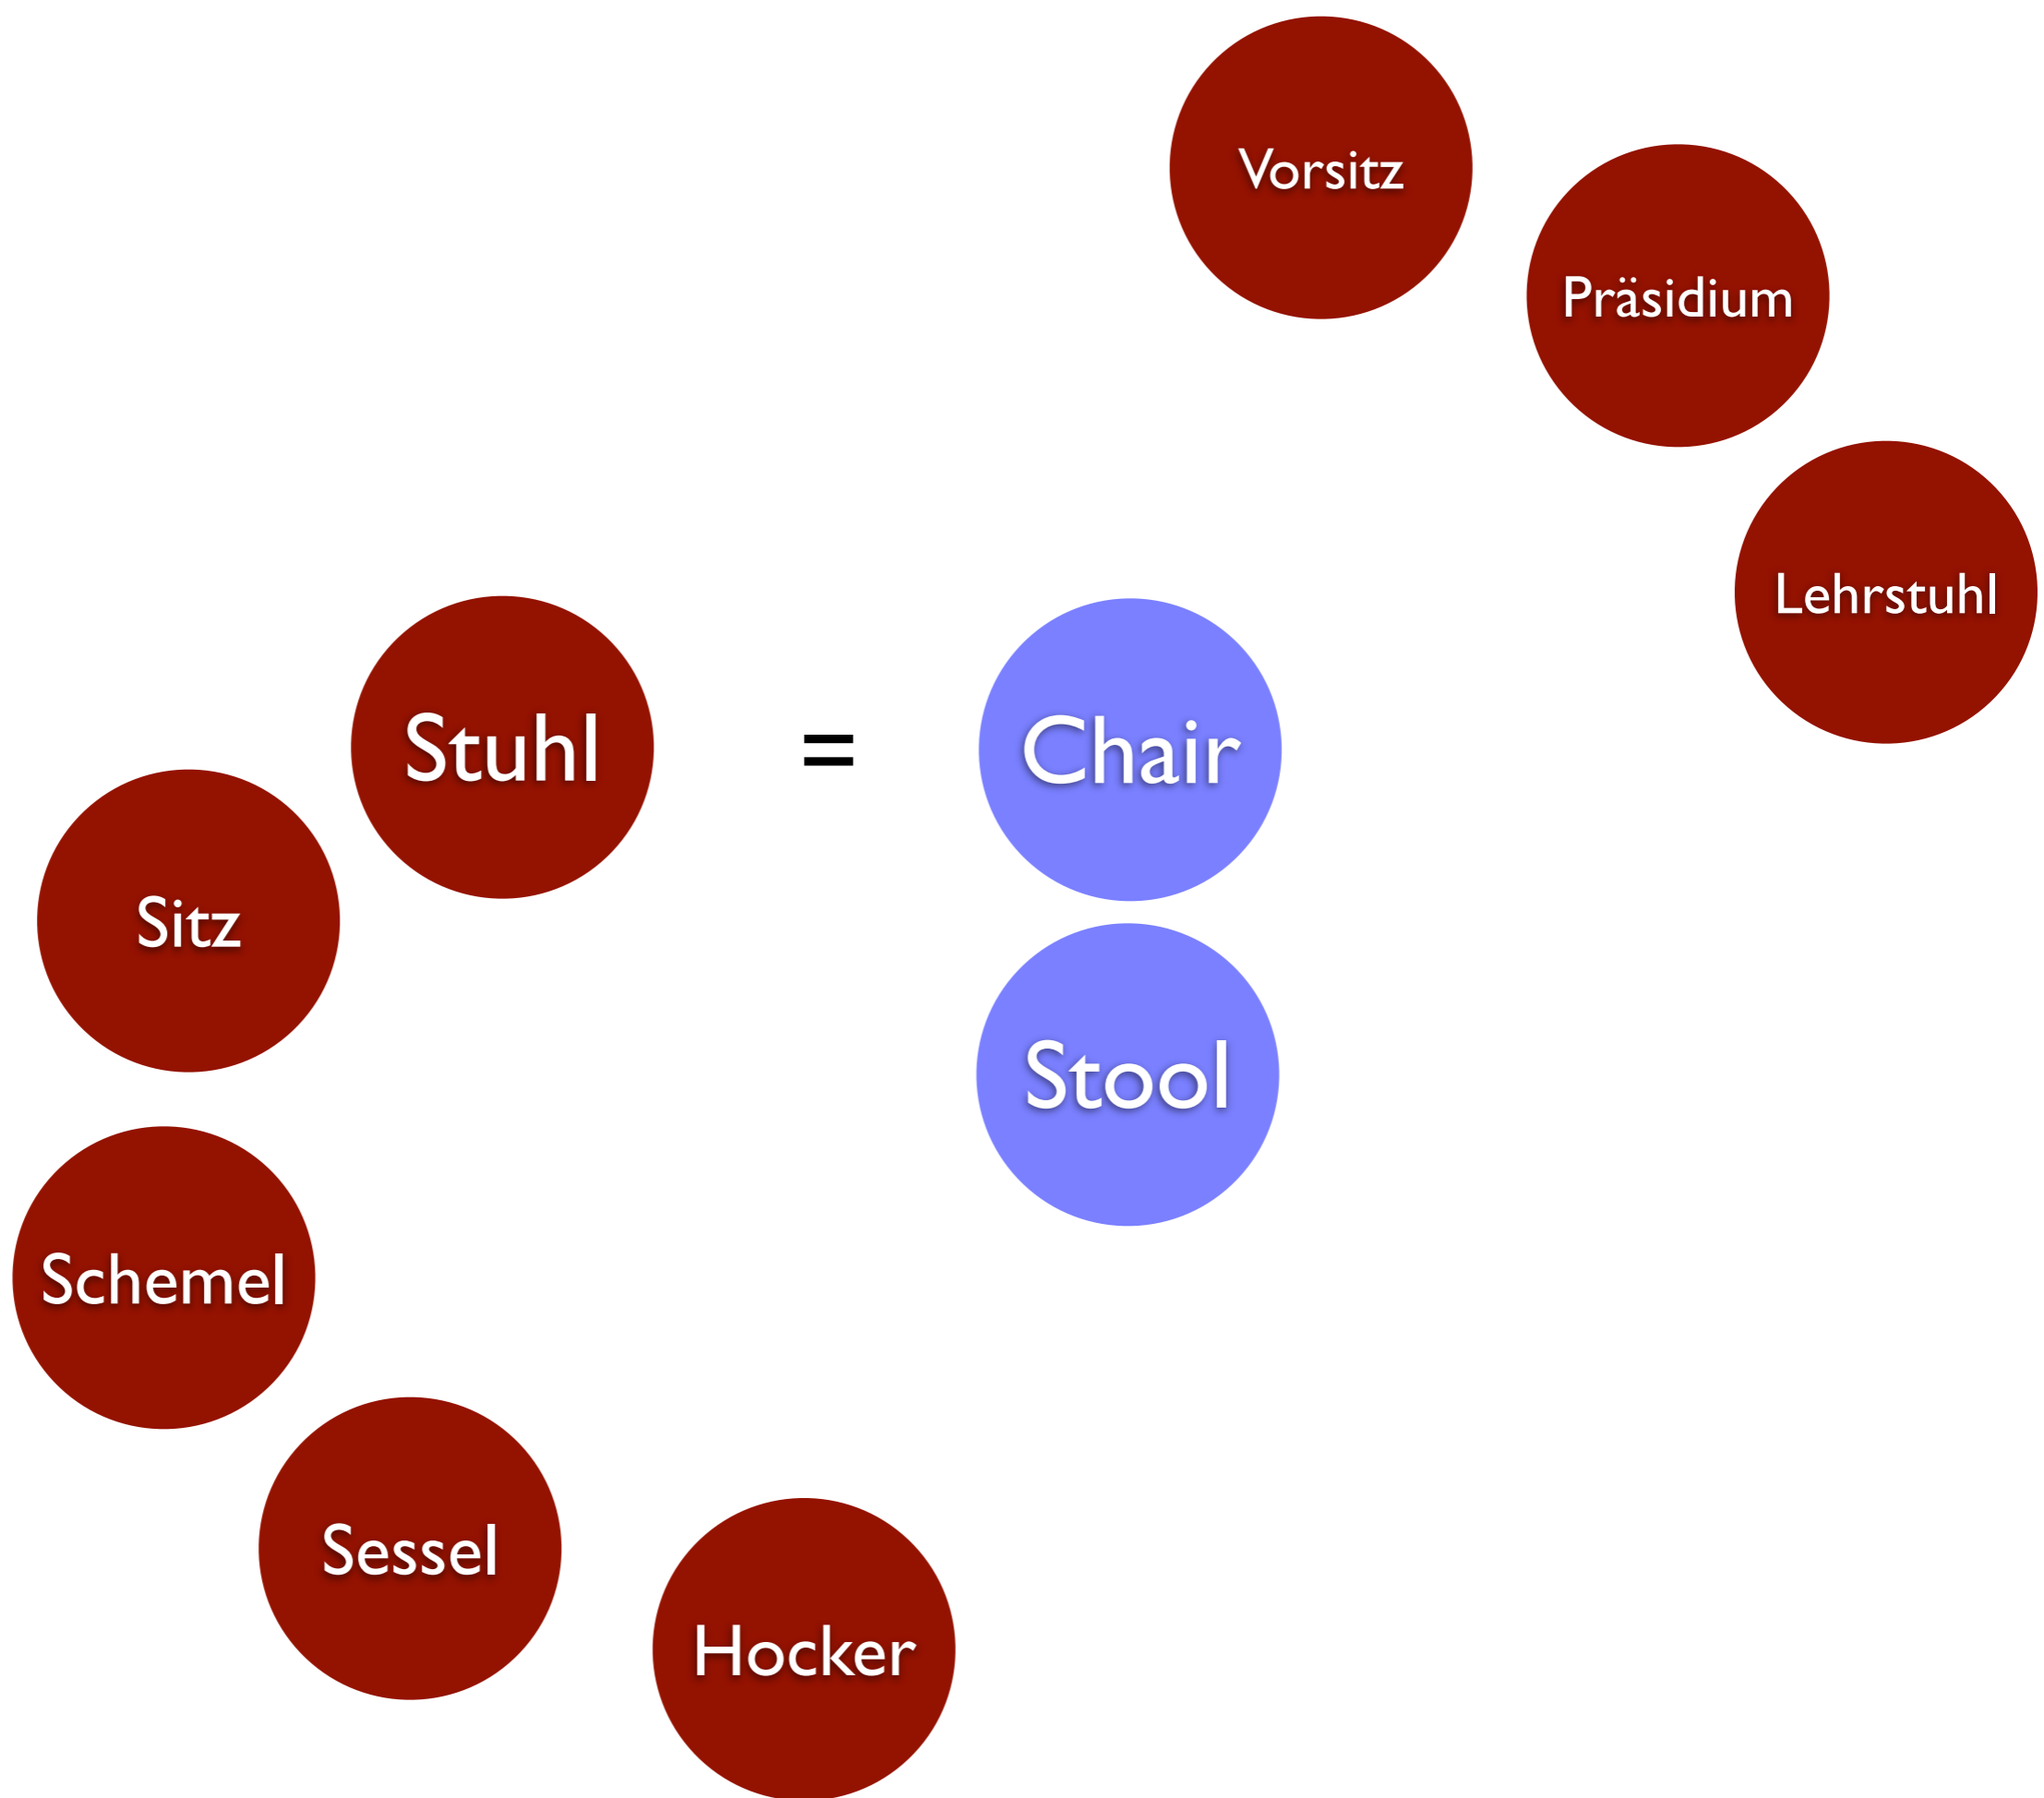 Vorsitz
Präsidium
Lehrstuhl
Stuhl = Chair
Sitz
Stool
Schemel
Sessel
Hocker